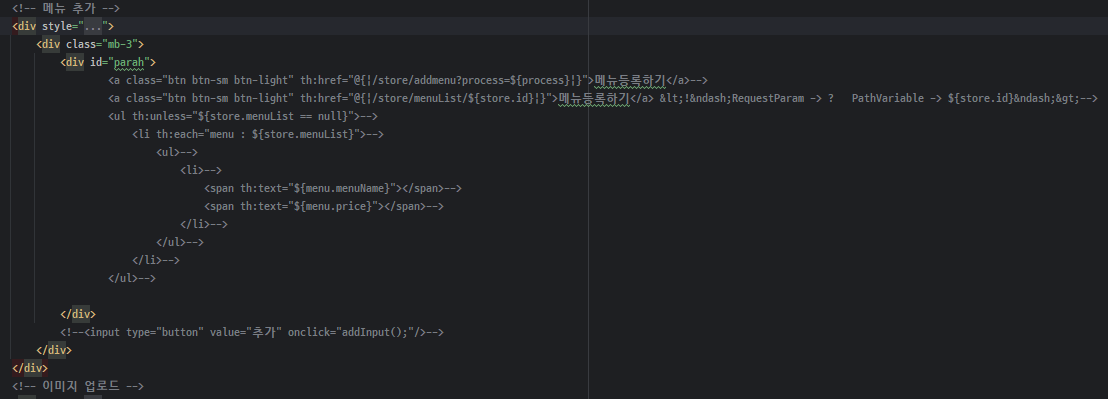 <!-- 메뉴 추가 -->
<div style="...">
<div class="mb-3">
<div id="parah">
<a class="btn btn-sm btn-light" th:href="@{|/store/addmenu?process=${process}|}">메뉴등록하기</a>-->
<a class="btn btn-sm btn-light" th:href="@{|/store/menuList/${store.id}|}">메뉴등록하기</a> &lt;!&ndash;RequestParam -> ?   PathVariable -> ${store.id}&ndash;&gt;-->
<ul th:unless="${store.menuList == null}">-->
<li th:each="menu : ${store.menuList}">-->
<ul>-->
<li>-->
<span th:text="${menu.menuName}"></span>-->
<span th:text="${menu.price}"></span>-->
</li>-->
</ul>-->
</li>-->
</ul>-->
</div>
<!--<input type="button" value="추가" onclick="addInput();"/>-->
</div>
</div>
<!-- 이미지 업로드 -->